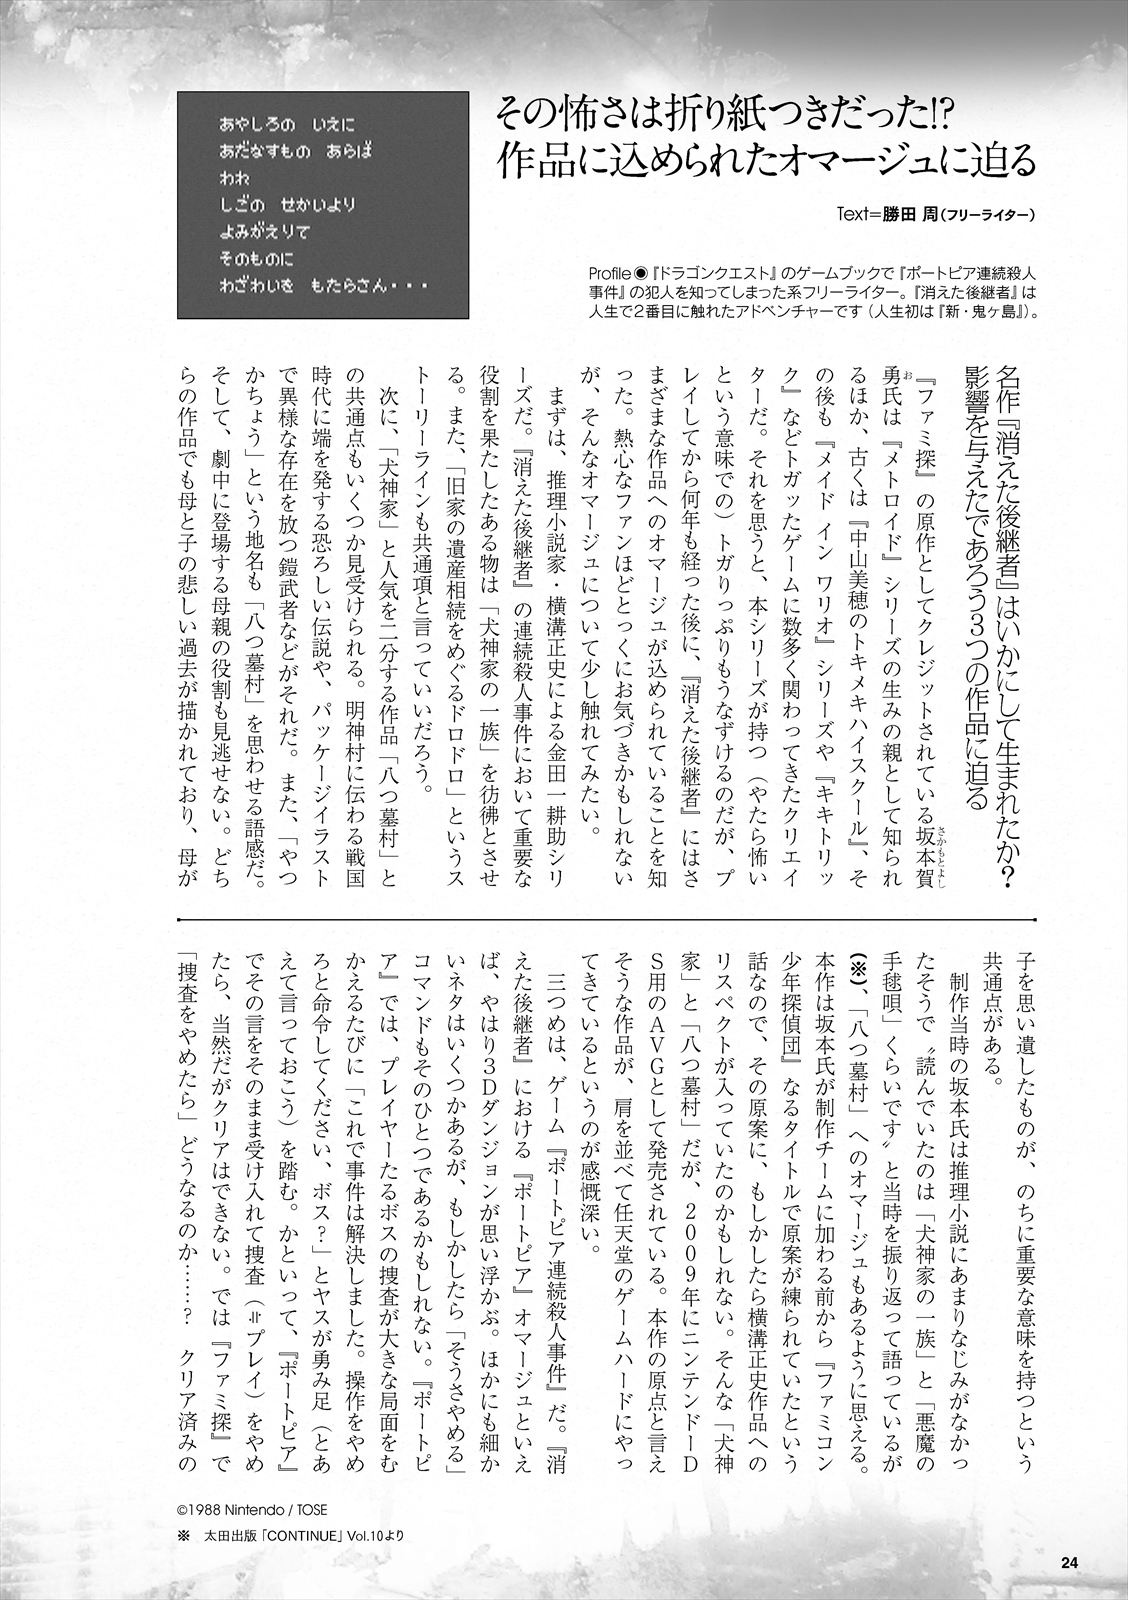 その怖さは折り紙つきだった!?
作品に込められたオマージュに迫る
Text=勝田 周（フリーライター）
Profile◉『ドラゴンクエスト』のゲームブックで『ポートピア連続殺人
事件』の犯人を知ってしまった系フリーライター。『消えた後継者』は
人生で2番目に触れたアドベンチャーです（人生初は『新・鬼ヶ島』）。
あやしろの　いえに
あだなすもの　あらば
われ
しごの　せかいより
よみがえりて
そのものに
わざわいを　もたらさん・・・
名作『消えた後継者』はいかにして生まれたか？
影響を与えたであろう３つの作品に迫る
『ファミ探』の原作としてクレジットされている坂本賀
さかもとよし
勇氏は『メトロイド』シリーズの生みの親として知られ
お
るほか、古くは『中山美穂のトキメキハイスクール』、そ
の後も『メイド イン ワリオ』シリーズや『キキトリッ
ク』などトガッたゲームに数多く関わってきたクリエイ
ターだ。それを思うと、本シリーズが持つ（やたら怖い
という意味での）トガりっぷりもうなずけるのだが、プ
レイしてから何年も経った後に、『消えた後継者』にはさ
まざまな作品へのオマージュが込められていることを知
った。熱心なファンほどとっくにお気づきかもしれない
が、そんなオマージュについて少し触れてみたい。
まずは、推理小説家・横溝正史による金田一耕助シリ
ーズだ。『消えた後継者』の連続殺人事件において重要な
役割を果たしたある物は「犬神家の一族」を彷彿とさせ
る。また、「旧家の遺産相続をめぐるドロドロ」というス
トーリーラインも共通項と言っていいだろう。
次に、「犬神家」と人気を二分する作品「八つ墓村」と
の共通点もいくつか見受けられる。明神村に伝わる戦国
時代に端を発する恐ろしい伝説や、パッケージイラスト
で異様な存在を放つ鎧武者などがそれだ。また、「やつ
かちょう」という地名も「八つ墓村」を思わせる語感だ。
そして、劇中に登場する母親の役割も見逃せない。どち
らの作品でも母と子の悲しい過去が描かれており、母が
子を思い遺したものが、のちに重要な意味を持つという
共通点がある。
制作当時の坂本氏は推理小説にあまりなじみがなかっ
たそうで〝読んでいたのは「犬神家の一族」と「悪魔の
手毬唄」くらいです〟と当時を振り返って語っているが
（※）、「八つ墓村」へのオマージュもあるように思える。
本作は坂本氏が制作チームに加わる前から『ファミコン
少年探偵団』なるタイトルで原案が練られていたという
話なので、その原案に、もしかしたら横溝正史作品への
リスペクトが入っていたのかもしれない。そんな「犬神
家」と「八つ墓村」だが、２００９年にニンテンドーＤ
Ｓ用のＡＶＧとして発売されている。本作の原点と言え
そうな作品が、肩を並べて任天堂のゲームハードにやっ
てきているというのが感慨深い。
三つめは、ゲーム『ポートピア連続殺人事件』だ。『消
えた後継者』における『ポートピア』オマージュといえ
ば、やはり３Ｄダンジョンが思い浮かぶ。ほかにも細か
いネタはいくつかあるが、もしかしたら「そうさやめる」
コマンドもそのひとつであるかもしれない。『ポートピ
ア』では、プレイヤーたるボスの捜査が大きな局面をむ
かえるたびに「これで事件は解決しました。操作をやめ
ろと命令してください、ボス？」とヤスが勇み足（とあ
えて言っておこう）を踏む。かといって、『ポートピア』
でその言をそのまま受け入れて捜査（≒プレイ）をやめ
たら、当然だがクリアはできない。では『ファミ探』で
「捜査をやめたら」どうなるのか……？　クリア済みの
©1988 Nintendo / TOSE
※　太田出版「CONTINUE」Vol.10より
24